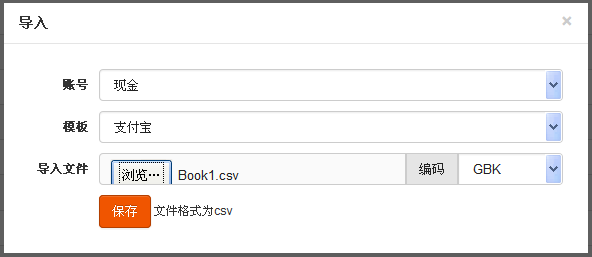 导入 ×
账号 现金
模板 支付宝
导入文件 浏览… Book1.csv 编码 GBK
保存 文件格式为csv